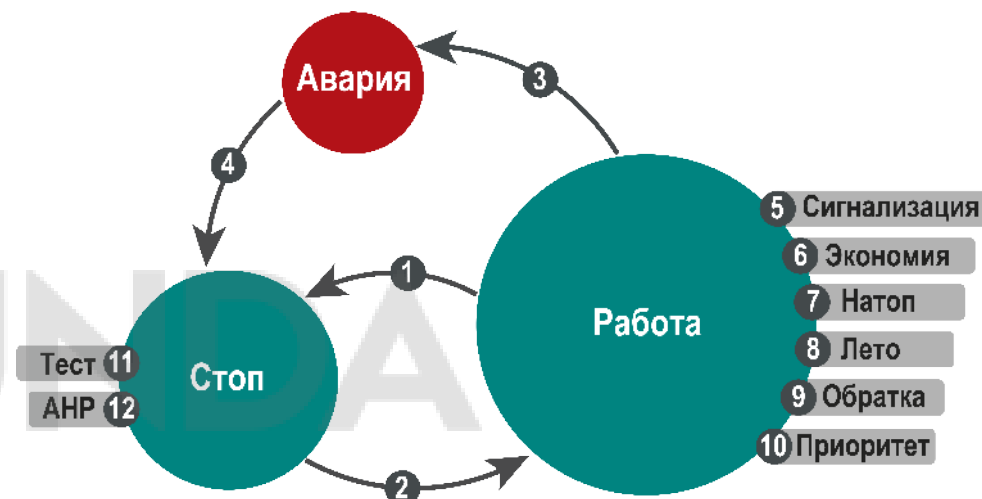 Авария
3
4
5 Сигнализация
6 Экономия
1
7 Натоп
Работа
8 Лето
Тест 11
Стоп
9 Обратка
АНР 12
10 Приоритет
2
UNDA